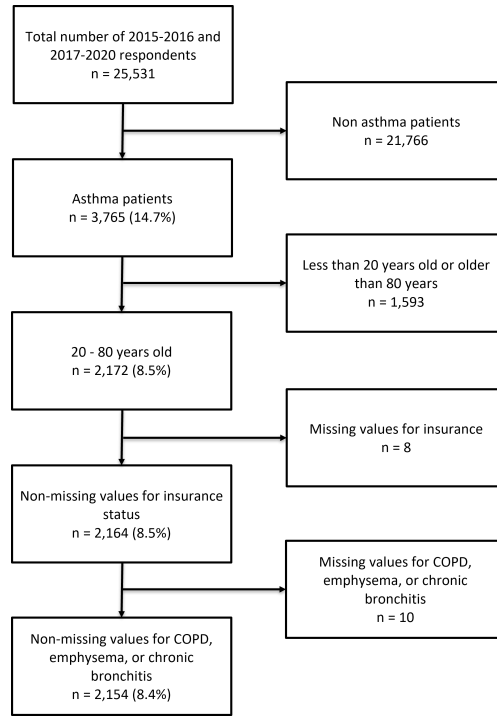 Total number of 2015-2016 and
2017-2020 respondents
n = 25,531
Non asthma patients
n = 21,766
Asthma patients
n = 3,765 (14.7%)
Less than 20 years old or older
than 80 years
n = 1,593
20 - 80 years old
n = 2,172 (8.5%)
Missing values for insurance
n = 8
Non-missing values for insurance
status
n = 2,164 (8.5%)
Missing values for COPD,
emphysema, or chronic
bronchitis
n = 10
Non-missing values for COPD,
emphysema, or chronic
bronchitis
n = 2,154 (8.4%)